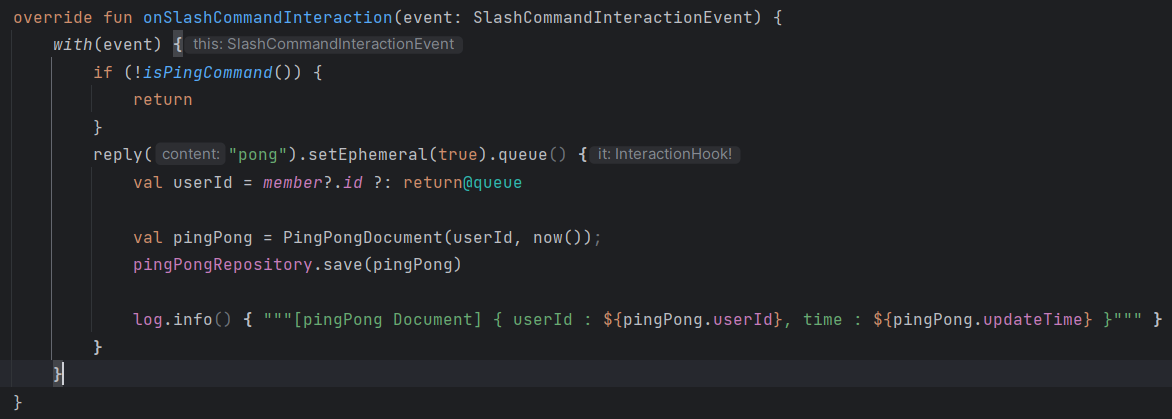 override fun onSlashCommandInteraction(event: SlashCommandInteractionEvent) {
    with(event) { this: SlashCommandInteractionEvent
        if (!isPingCommand()) {
            return
        }
        reply( content: "pong").setEphemeral(true).queue() { it: InteractionHook!
            val userId = member?.id ?: return@queue

            val pingPong = PingPongDocument(userId, now());
            pingPongRepository.save(pingPong)

            log.info() { """[pingPong Document] { userId : ${pingPong.userId}, time : ${pingPong.updateTime} }""" }
        }
    }
}